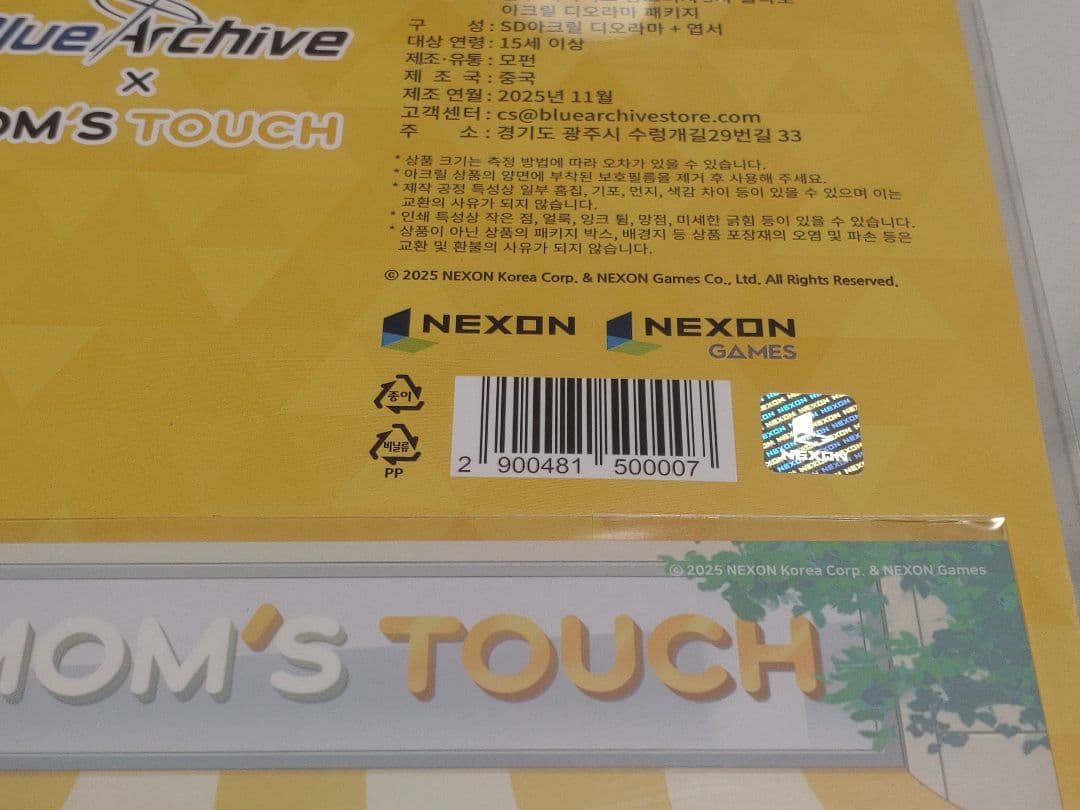 Blue Archive
x
MOM'S TOUCH
아크릴 디오라마 패키지
구 성 : SD아크릴 디오라마 + 엽서
대상 연령 : 15세 이상
제조·유통 : 모펀
제 조 국 : 중국
제조 연월 : 2025년 11월
고객센터 : cs@bluearchivestore.com
주 소 : 경기도 광주시 수렁개길29번길 33
* 상품 크기는 측정 방법에 따라 오차가 있을 수 있습니다.
* 아크릴 상품의 양면에 부착된 보호필름을 제거 후 사용해 주세요.
* 제작 공정 특성상 일부 흠집, 기포, 먼지, 색감 차이 등이 있을 수 있으며 이는
교환의 사유가 되지 않습니다.
* 인쇄 특성상 작은 점, 얼룩, 잉크 튐, 망점, 미세한 긁힘 등이 있을 수 있습니다.
* 상품이 아닌 상품의 패키지 박스, 배경지 등 상품 포장재의 오염 및 파손 등은
교환 및 환불의 사유가 되지 않습니다.
© 2025 NEXON Korea Corp. & NEXON Games Co., Ltd. All Rights Reserved.
NEXON
NEXON
GAMES
종이
비닐류
PP
2 900481 500007
NEXON
© 2025 NEXON Korea Corp. & NEXON Games
MOM'S TOUCH